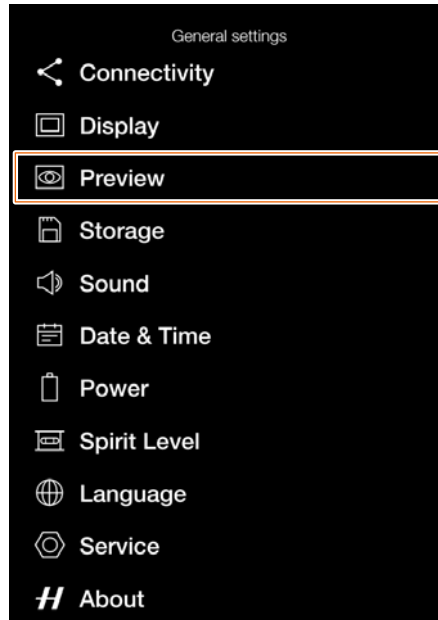 General settings
Connectivity
Display
Preview
Storage
Sound
Date & Time
Power
Spirit Level
Language
Service
About